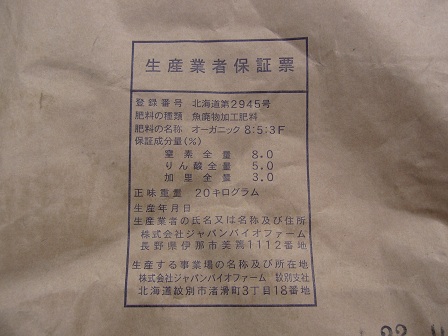 生産業者保証票
登録番号 北海道第2945号
肥料の種類 魚廃物加工肥料
肥料の名称 オーガニック8:5:3F
保証成分量(%)
窒素全量 8.0
りん酸全量 5.0
加里全量 3.0
正味重量 20キログラム
生産年月日
生産業者の氏名又は名称及び住所
株式会社ジャパンバイオファーム
長野県伊那市美篶1112番地
生産する事業場の名称及び所在地
株式会社ジャパンバイオファーム 紋別支社
北海道紋別市渚滑町3丁目18番地